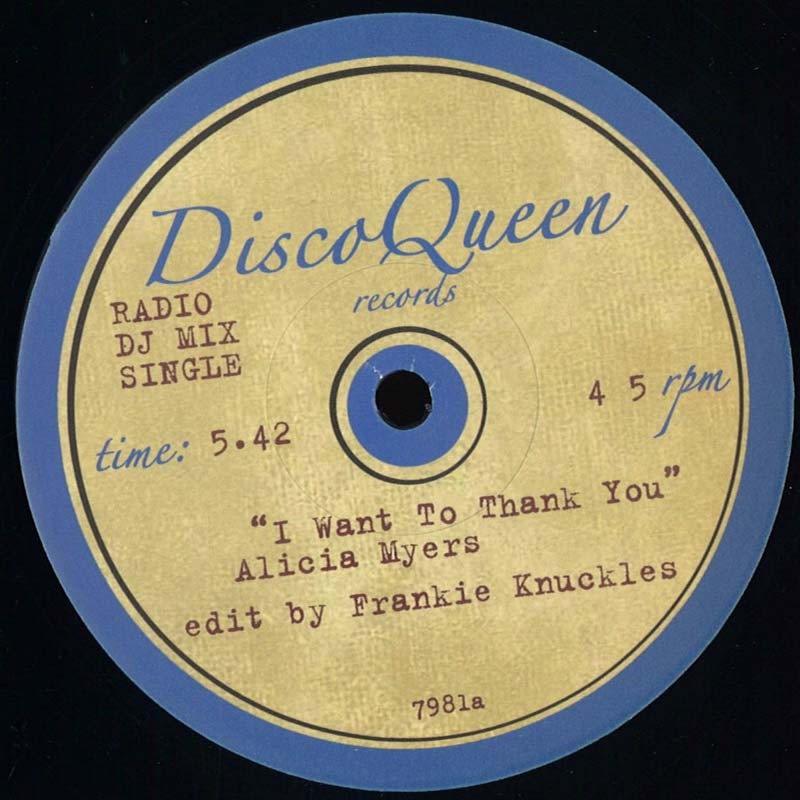 DiscoQueen
records
RADIO
DJ MIX
SINGLE
time: 5.42
4 5 rpm
"I Want To Thank You"
Alicia Myers
edit by Frankie Knuckles
7981a